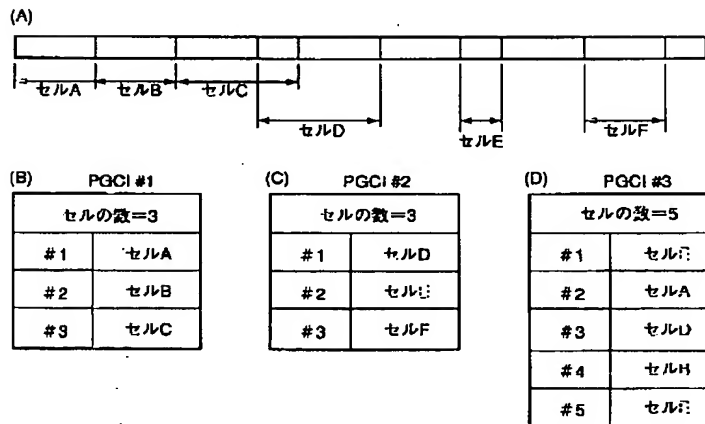 (A)
セルA セルB セルC
セルD セルE セルF
(B) PGCI #1
セルの数=3
#1 セルA
#2 セルB
#3 セルC
(C) PGCI #2
セルの数=3
#1 セルD
#2
#3 セルF
(D) PGCI #3
セルの数=5
#1
#2 セルA
#3 セルD
#4
#5